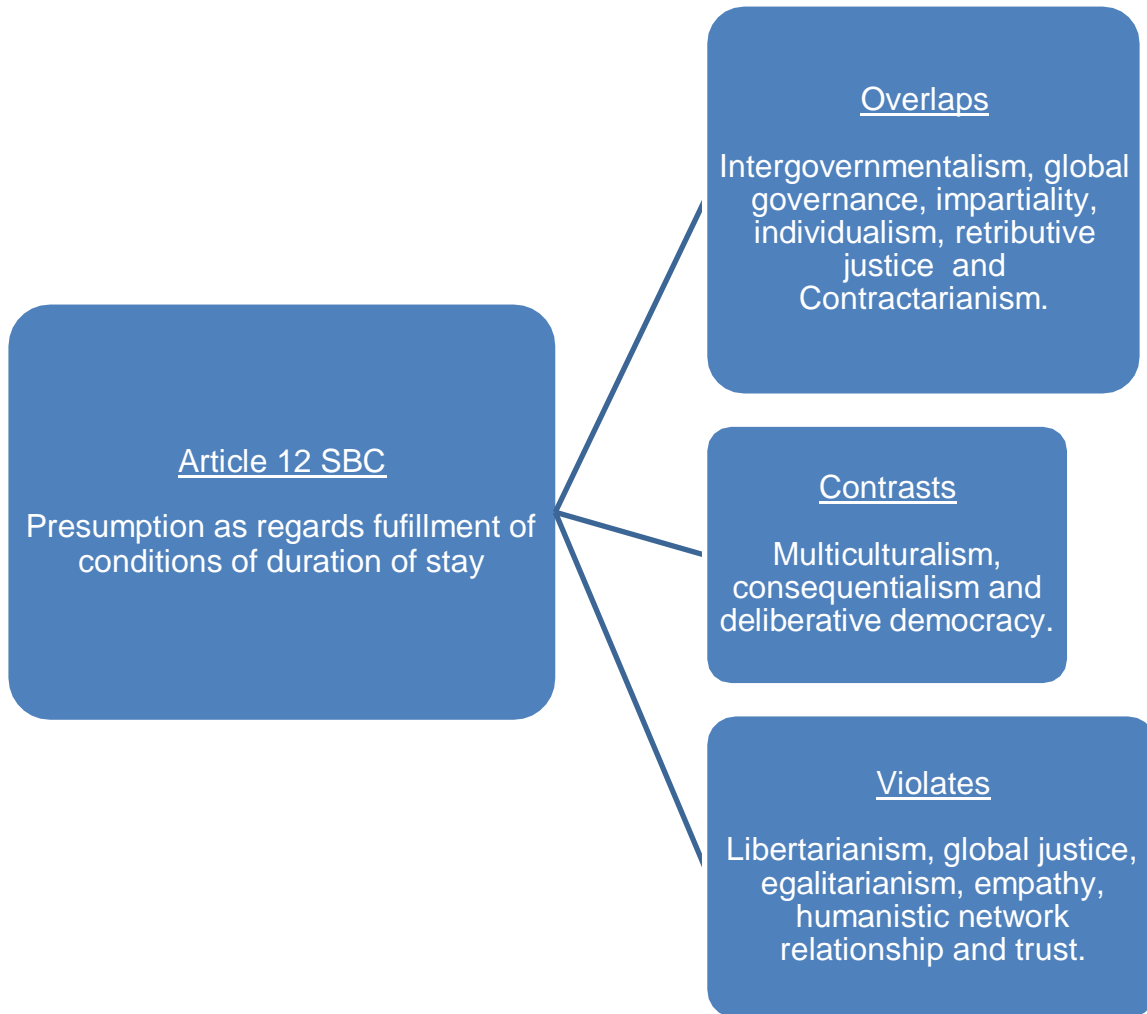 Article 12 SBC
Presumption as regards fufillment of
conditions of duration of stay
Overlaps
Intergovernmentalism, global
governance, impartiality,
individualism, retributive
justice and
Contractarianism.
Contrasts
Multiculturalism,
consequentialism and
deliberative democracy.
Violates
Libertarianism, global justice,
egalitarianism, empathy,
humanistic network
relationship and trust.